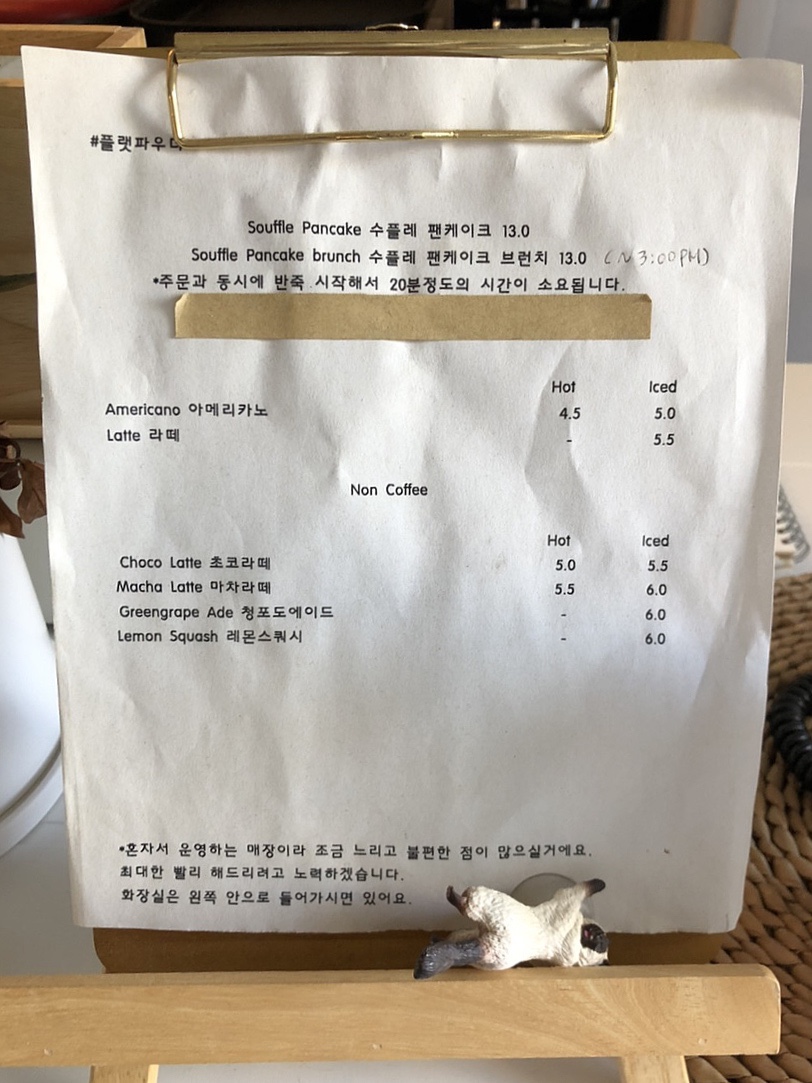 #플랫파우더
Souffle Pancake 수플레 팬케이크 13.0
Souffle Pancake brunch 수플레 팬케이크 브런치 13.0 (~3:00PM)
*주문과 동시에 반죽 시작해서 20분정도의 시간이 소요됩니다.
Hot Iced
Americano 아메리카노 4.5 5.0
Latte 라떼 - 5.5
Non Coffee
Hot Iced
Choco Latte 초코라떼 5.0 5.5
Macha Latte 마차라떼 5.5 6.0
Greengrape Ade 청포도에이드 - 6.0
Lemon Squash 레몬스쿼시 - 6.0
*혼자서 운영하는 매장이라 조금 느리고 불편한 점이 많으실거에요.
최대한 빨리 해드리려고 노력하겠습니다.
화장실은 왼쪽 안으로 들어가시면 있어요.